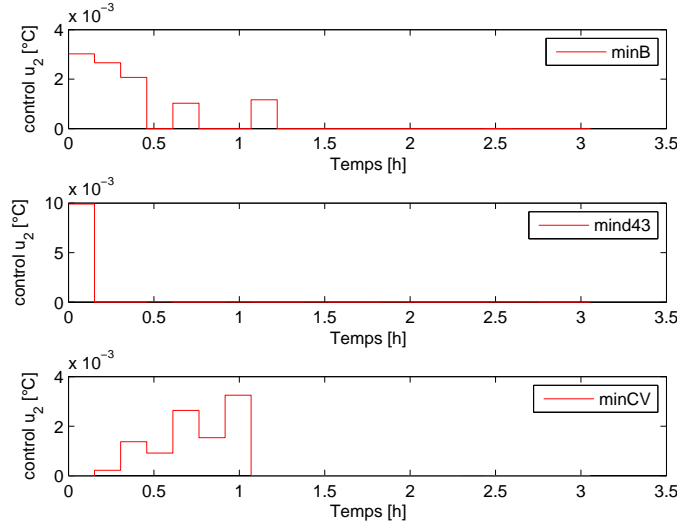 x 10⁻³
4
2
0
control u₂ [°C]
minB
0 0.5 1 1.5 2 2.5 3 3.5
Temps [h]
x 10⁻³
10
5
0
control u₂ [°C]
mind43
0 0.5 1 1.5 2 2.5 3 3.5
Temps [h]
x 10⁻³
4
2
0
control u₂ [°C]
minCV
0 0.5 1 1.5 2 2.5 3 3.5
Temps [h]